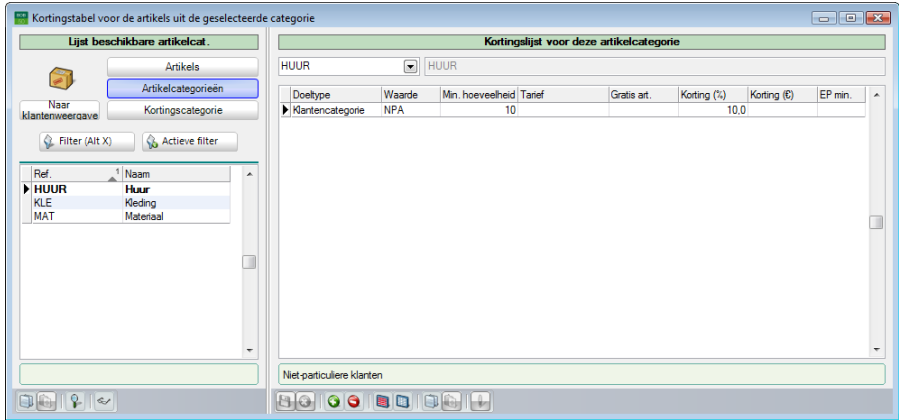 Kortingstabel voor de artikels uit de geselecteerde categorie
Lijst beschikbare artikelcat.
Artikels
Artikelcategorieën
Naar klantenweergave
Kortingscategorie
Filter (Alt X)
Actieve filter
Ref. 1 Naam
HUUR Huur
KLE Kleding
MAT Materiaal
Kortingslijst voor deze artikelcategorie
HUUR HUUR
Doeltype Waarde Min. hoeveelheid Tarief Gratis art. Korting (%) Korting (€) EP min.
Klantencategorie NPA 10 10,0
Niet-particuliere klanten